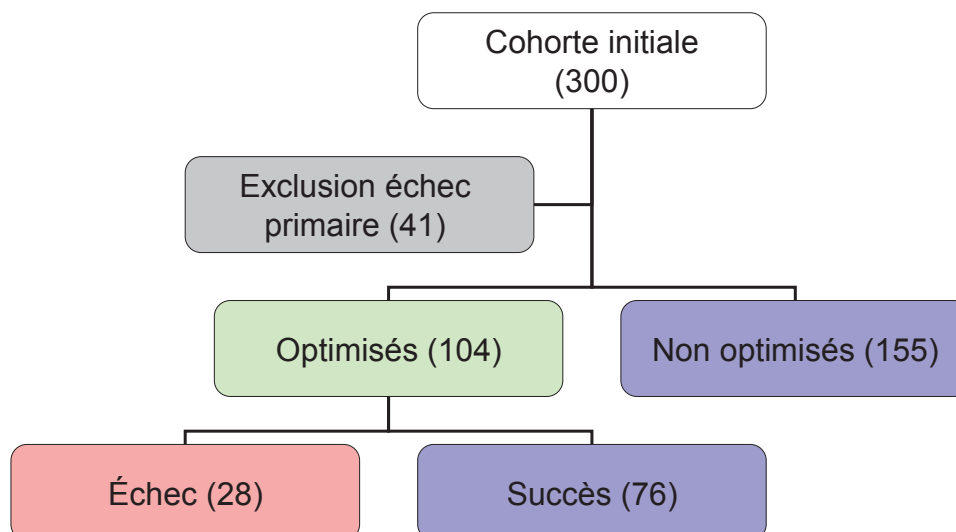 Cohorte initiale
(300)
Exclusion échec
primaire (41)
Optimisés (104)
Non optimisés (155)
Échec (28)
Succès (76)